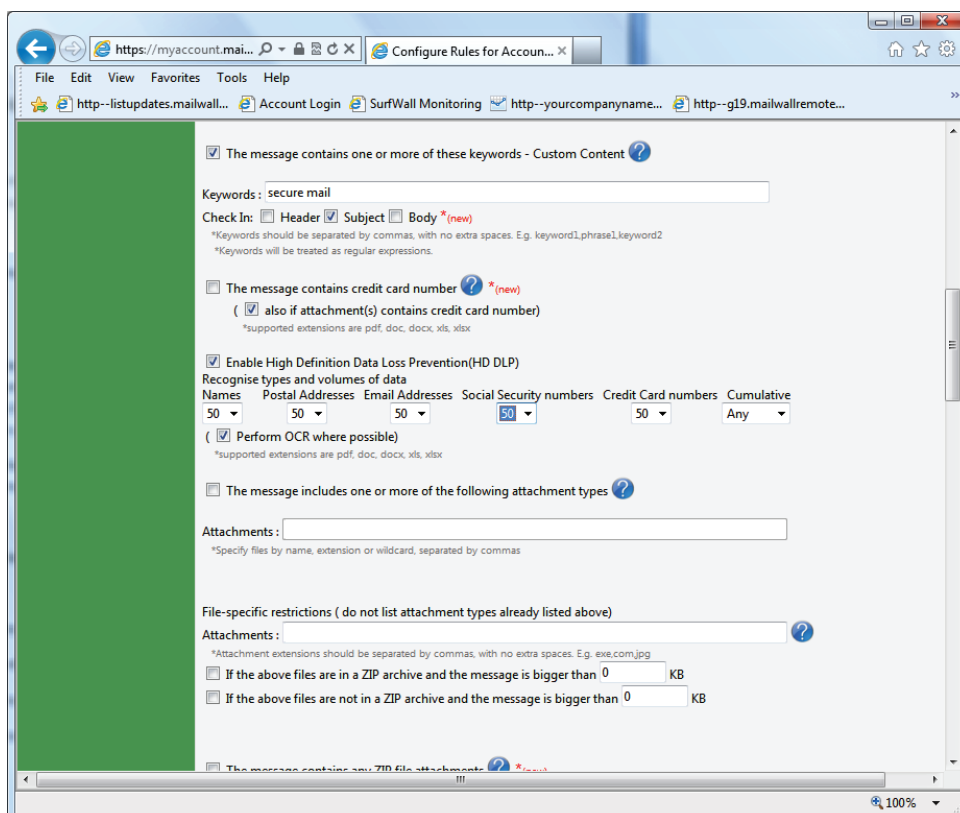 https://myaccount.mai...
Configure Rules for Accoun...
File Edit View Favorites Tools Help
http--listupdates.mailwall... Account Login SurfWall Monitoring http--yourcompanyname... http--g19.mailwallremote...
The message contains one or more of these keywords - Custom Content ?
Keywords : secure mail
Check In: Header Subject Body *(new)
*Keywords should be separated by commas, with no extra spaces. E.g. keyword1,phrase1,keyword2
*Keywords will be treated as regular expressions.
The message contains credit card number ? *(new)
( also if attachment(s) contains credit card number)
*supported extensions are pdf, doc, docx, xls, xlsx
Enable High Definition Data Loss Prevention(HD DLP)
Recognise types and volumes of data
Names Postal Addresses Email Addresses Social Security numbers Credit Card numbers Cumulative
50 50 50 50 50 Any
( Perform OCR where possible)
*supported extensions are pdf, doc, docx, xls, xlsx
The message includes one or more of the following attachment types ?
Attachments :
*Specify files by name, extension or wildcard, separated by commas
File-specific restrictions ( do not list attachment types already listed above)
Attachments : ?
*Attachment extensions should be separated by commas, with no extra spaces. E.g. exe,com,jpg
If the above files are in a ZIP archive and the message is bigger than 0 KB
If the above files are not in a ZIP archive and the message is bigger than 0 KB
The message contains any ZIP file attachments ? *(new)
100%